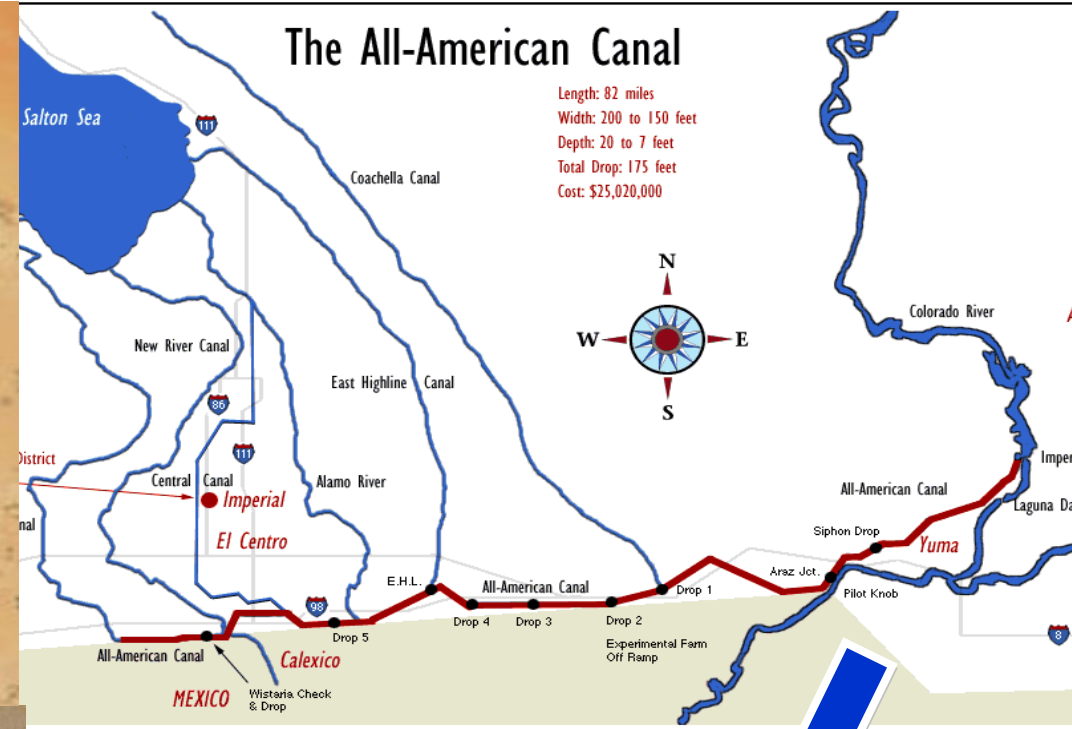 The All-American Canal
Length: 82 miles
Width: 200 to 150 feet
Depth: 20 to 7 feet
Total Drop: 175 feet
Cost: $25,020,000
Salton Sea
111
Coachella Canal
N
W
E
S
Colorado River
New River Canal
East Highline Canal
86
111
District
Central Canal
Imperial
Alamo River
El Centro
All-American Canal
Laguna
Siphon Drop
Yuma
Araz Jct.
Pilot Knob
E.H.L.
All-American Canal
Drop 1
Drop 4
Drop 3
Drop 2
98
Drop 5
Experimental Farm
Off Ramp
8
All-American Canal
Calexico
MEXICO
Wistaria Check
& Drop